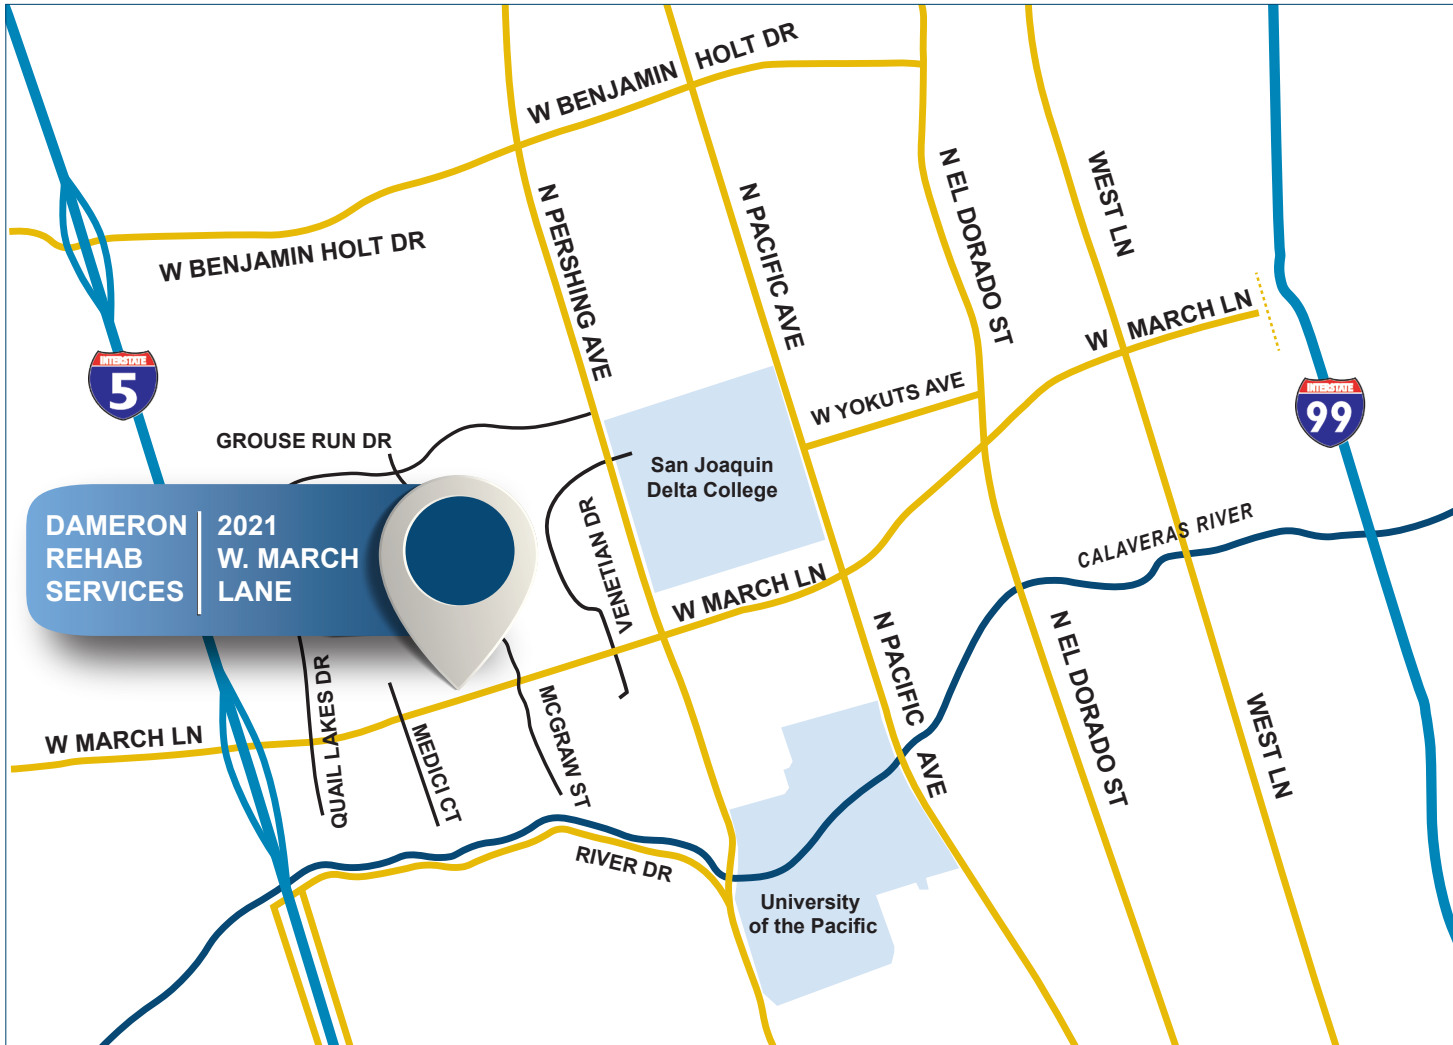 W BENJAMIN HOLT DR
W BENJAMIN HOLT DR
N PERSHING AVE
N PACIFIC AVE
N EL DORADO ST
WEST LN
W MARCH LN
INTERSTATE
5
INTERSTATE
99
GROUSE RUN DR
W YOKUTS AVE
San Joaquin
Delta College
DAMERON
REHAB
SERVICES
2021
W. MARCH
LANE
VENETIAN DR
W MARCH LN
CALAVERAS RIVER
N PACIFIC AVE
N EL DORADO ST
WEST LN
W MARCH LN
QUAIL LAKES DR
MEDICI CT
MCGRAW ST
RIVER DR
University
of the Pacific